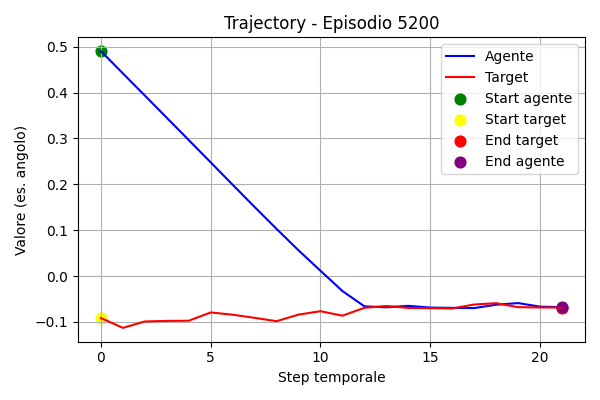 Trajectory - Episodio 5200
Valore (es. angolo)
0.5
0.4
0.3
0.2
0.1
0.0
−0.1
0
5
10
15
20
Step temporale
Agente
Target
Start agente
Start target
End target
End agente